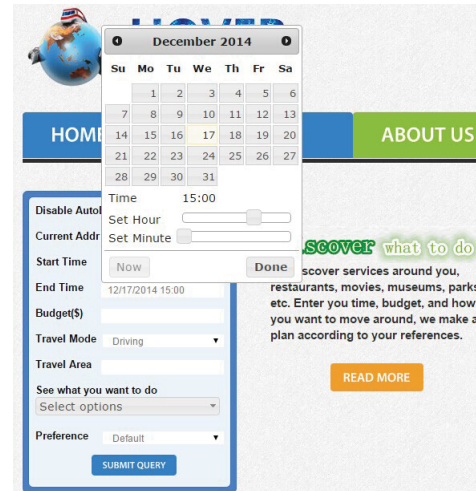 December 2014
Su Mo Tu We Th Fr Sa
1 2 3 4 5 6
7 8 9 10 11 12 13
14 15 16 17 18 19 20
21 22 23 24 25 26 27
28 29 30 31
Time 15:00
Set Hour
Set Minute
Now Done
HOME
ABOUT US
Disable
Current Addr
Start Time
End Time 12/17/2014 15:00
Budget($)
Travel Mode Driving
Travel Area
See what you want to do
Select options
Preference Default
SUBMIT QUERY
what to do
services around you,
restaurants, movies, museums, parks
etc. Enter you time, budget, and how
you want to move around, we make a
plan according to your references.
READ MORE